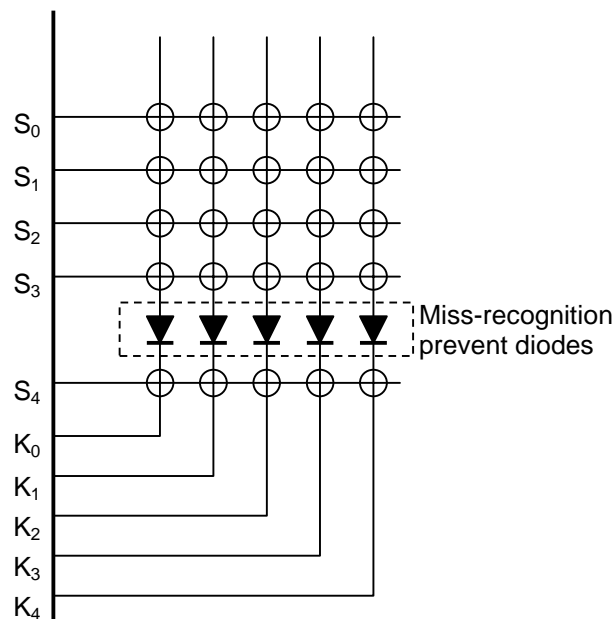 S₀
S₁
S₂
S₃
Miss-recognition
prevent diodes
S₄
K₀
K₁
K₂
K₃
K₄